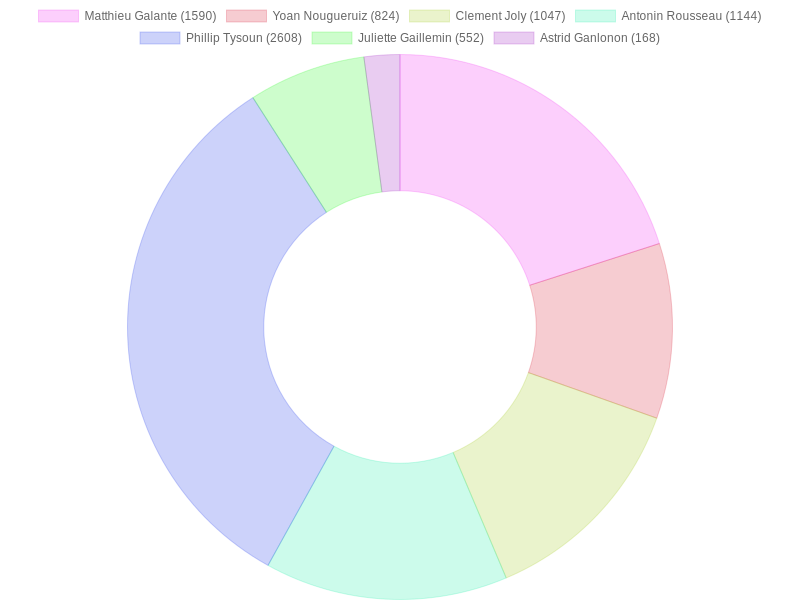 Matthieu Galante (1590) Yoan Nougueruiz (824) Clement Joly (1047) Antonin Rousseau (1144)
Phillip Tysoun (2608) Juliette Gaillemin (552) Astrid Ganlonon (168)